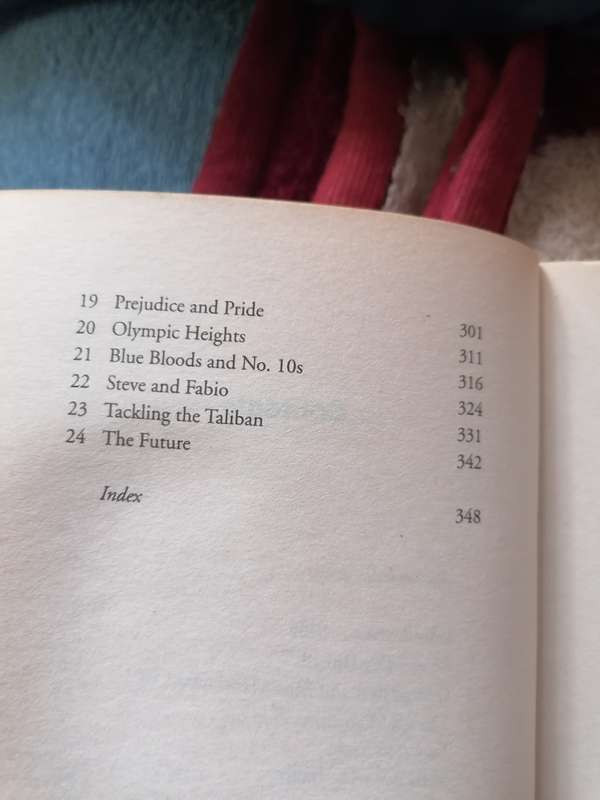 19 Prejudice and Pride 301
20 Olympic Heights 311
21 Blue Bloods and No. 10s 316
22 Steve and Fabio 324
23 Tackling the Taliban 331
24 The Future 342
Index 348